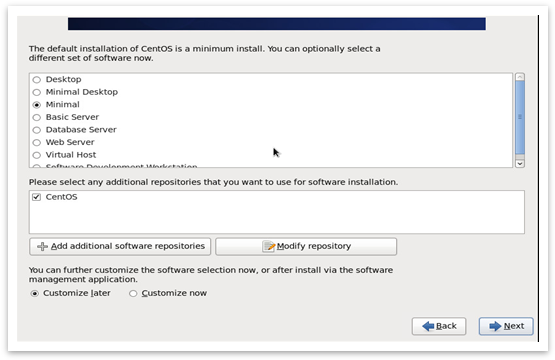 The default installation of CentOS is a minimum install. You can optionally select a
different set of software now.
Desktop
Minimal Desktop
Minimal
Basic Server
Database Server
Web Server
Virtual Host
Software Development Workstation
Please select any additional repositories that you want to use for software installation.
CentOS
Add additional software repositories
Modify repository
You can further customize the software selection now, or after install via the software
management application.
Customize later
Customize now
Back
Next